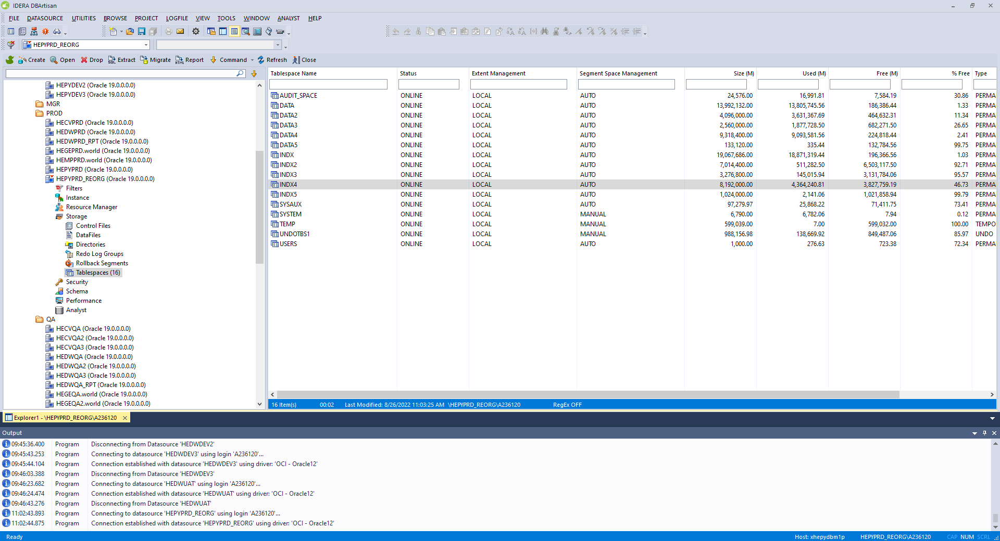 IDERA DBArtisan
FILE DATASOURCE UTILITIES BROWSE PROJECT LOGFILE VIEW TOOLS WINDOW ANALYST HELP
HEPYPRD_REORG
Create Open Drop Extract Migrate Report Command Refresh Close
HEPYDEV2 (Oracle 19.0.0.0.0)
HEPYDEV3 (Oracle 19.0.0.0.0)
MGR
PROD
HECVPRD (Oracle 19.0.0.0.0)
HEDWPRD (Oracle 19.0.0.0.0)
HEDWPRD_RPT (Oracle 19.0.0.0.0)
HEGEPRD.world (Oracle 19.0.0.0.0)
HEMPPRD.world (Oracle 19.0.0.0.0)
HEPYPRD (Oracle 19.0.0.0.0)
HEPYPRD_REORG (Oracle 19.0.0.0.0)
Filters
Instance
Resource Manager
Storage
Control Files
DataFiles
Directories
Redo Log Groups
Rollback Segments
Tablespaces (16)
Security
Schema
Performance
Analyst
QA
HECVQA (Oracle 19.0.0.0.0)
HECVQA2 (Oracle 19.0.0.0.0)
HECVQA3 (Oracle 19.0.0.0.0)
HEDWQA (Oracle 19.0.0.0.0)
HEDWQA2 (Oracle 19.0.0.0.0)
HEDWQA3 (Oracle 19.0.0.0.0)
HEDWQA_RPT (Oracle 19.0.0.0.0)
HEGEQA.world (Oracle 19.0.0.0.0)
HEGEQA2.world (Oracle 19.0.0.0.0)
Tablespace Name Status Extent Management Segment Space Management Size (M) Used (M) Free (M) % Free Type
AUDIT_SPACE ONLINE LOCAL AUTO 24,576.00 16,991.81 7,584.19 30.86 PERMA
DATA ONLINE LOCAL AUTO 13,992,132.00 13,805,745.56 186,386.44 1.33 PERMA
DATA2 ONLINE LOCAL AUTO 4,096,000.00 3,631,367.69 464,632.31 11.34 PERMA
DATA3 ONLINE LOCAL AUTO 2,560,000.00 1,877,728.50 682,271.50 26.65 PERMA
DATA4 ONLINE LOCAL AUTO 9,318,400.00 9,093,581.56 224,818.44 2.41 PERMA
DATA5 ONLINE LOCAL AUTO 133,120.00 335.44 132,784.56 99.75 PERMA
INDX ONLINE LOCAL AUTO 19,067,686.00 18,871,319.44 196,366.56 1.03 PERMA
INDX2 ONLINE LOCAL AUTO 7,014,400.00 511,282.50 6,503,117.50 92.71 PERMA
INDX3 ONLINE LOCAL AUTO 3,276,800.00 145,015.94 3,131,784.06 95.57 PERMA
INDX4 ONLINE LOCAL AUTO 8,192,000.00 4,364,240.81 3,827,759.19 46.73 PERMA
INDX5 ONLINE LOCAL AUTO 1,024,000.00 2,141.06 1,021,858.94 99.79 PERMA
SYSAUX ONLINE LOCAL AUTO 97,279.97 25,868.22 71,411.75 73.41 PERMA
SYSTEM ONLINE LOCAL MANUAL 6,790.00 6,782.06 7.94 0.12 PERMA
TEMP ONLINE LOCAL MANUAL 599,039.00 7.00 599,032.00 100.00 TEMPO
UNDOTBS1 ONLINE LOCAL MANUAL 988,156.98 138,669.92 849,487.06 85.97 UNDO
USERS ONLINE LOCAL AUTO 1,000.00 276.63 723.38 72.34 PERMA
16 Item(s) 00:02 Last Modified: 8/26/2022 11:03:25 AM \HEPYPRD_REORG\A236120 RegEx OFF
Explorer1 - \HEPYPRD_REORG\A236120
Output
09:45:36.400 Program Disconnecting from Datasource 'HEDWDEV2'
09:45:43.253 Program Connecting to datasource 'HEDWDEV3' using login 'A236120'...
09:45:44.104 Program Connection established with datasource 'HEDWDEV3' using driver: 'OCI - Oracle12'
09:46:03.388 Program Disconnecting from Datasource 'HEDWDEV3'
09:46:23.682 Program Connecting to datasource 'HEDWUAT' using login 'A236120'...
09:46:24.474 Program Connection established with datasource 'HEDWUAT' using driver: 'OCI - Oracle12'
09:46:43.276 Program Disconnecting from Datasource 'HEDWUAT'
11:02:43.893 Program Connecting to datasource 'HEPYPRD_REORG' using login 'A236120'...
11:02:44.875 Program Connection established with datasource 'HEPYPRD_REORG' using driver: 'OCI - Oracle12'
Ready Host: xhepydbm1p HEPYPRD_REORG\A236120 CAP NUM SCRL